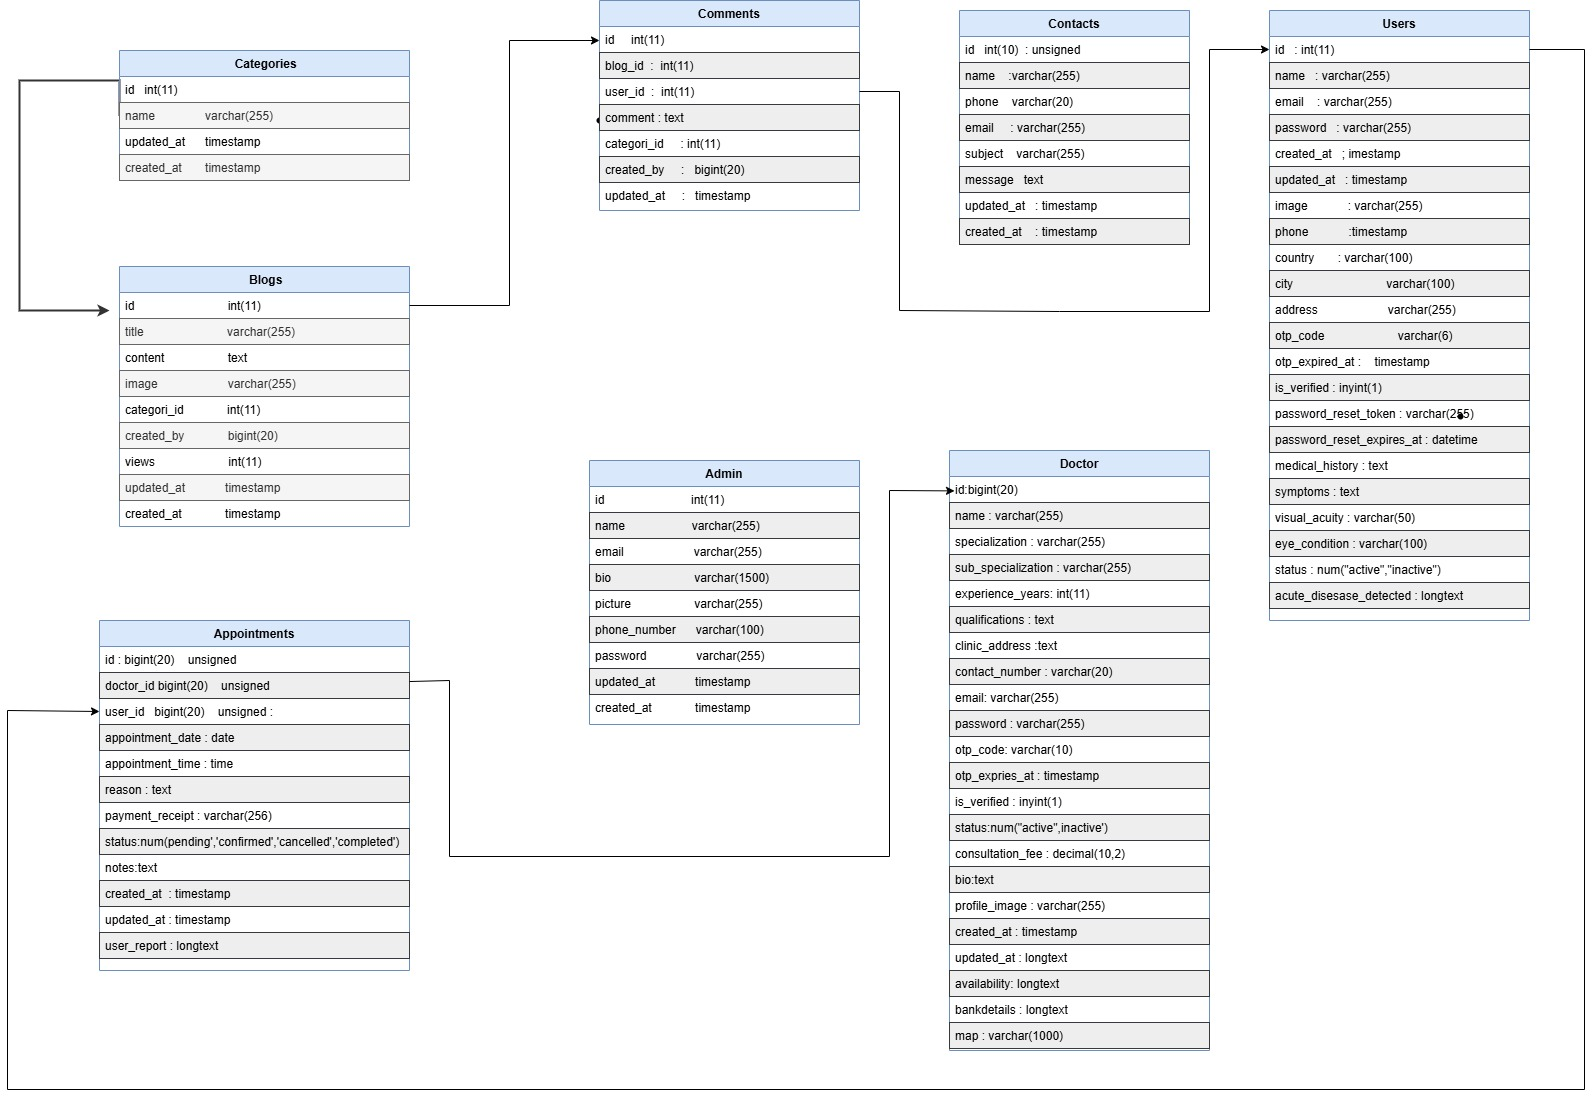 Categories
id int(11)
name varchar(255)
updated_at timestamp
created_at timestamp
Blogs
id int(11)
title varchar(255)
content text
image varchar(255)
categori_id int(11)
created_by bigint(20)
views int(11)
updated_at timestamp
created_at timestamp
Appointments
id : bigint(20) unsigned
doctor_id bigint(20) unsigned
user_id bigint(20) unsigned :
appointment_date : date
appointment_time : time
reason : text
payment_receipt : varchar(256)
status:num(pending','confirmed','cancelled','completed')
notes:text
created_at : timestamp
updated_at : timestamp
user_report : longtext
Comments
id int(11)
blog_id : int(11)
user_id : int(11)
comment : text
categori_id : int(11)
created_by : bigint(20)
updated_at : timestamp
Admin
id int(11)
name varchar(255)
email varchar(255)
bio varchar(1500)
picture varchar(255)
phone_number varchar(100)
password varchar(255)
updated_at timestamp
created_at timestamp
Contacts
id int(10) : unsigned
name :varchar(255)
phone varchar(20)
email : varchar(255)
subject varchar(255)
message text
updated_at : timestamp
created_at : timestamp
Doctor
id:bigint(20)
name : varchar(255)
specialization : varchar(255)
sub_specialization : varchar(255)
experience_years: int(11)
qualifications : text
clinic_address :text
contact_number : varchar(20)
email: varchar(255)
password : varchar(255)
otp_code: varchar(10)
otp_expries_at : timestamp
is_verified : inyint(1)
status:num("active",inactive')
consultation_fee : decimal(10,2)
bio:text
profile_image : varchar(255)
created_at : timestamp
updated_at : longtext
availability: longtext
bankdetails : longtext
map : varchar(1000)
Users
id : int(11)
name : varchar(255)
email : varchar(255)
password : varchar(255)
created_at ; imestamp
updated_at : timestamp
image : varchar(255)
phone :timestamp
country : varchar(100)
city varchar(100)
address varchar(255)
otp_code varchar(6)
otp_expired_at : timestamp
is_verified : inyint(1)
password_reset_token : varchar(255)
password_reset_expires_at : datetime
medical_history : text
symptoms : text
visual_acuity : varchar(50)
eye_condition : varchar(100)
status : num("active","inactive")
acute_disesase_detected : longtext